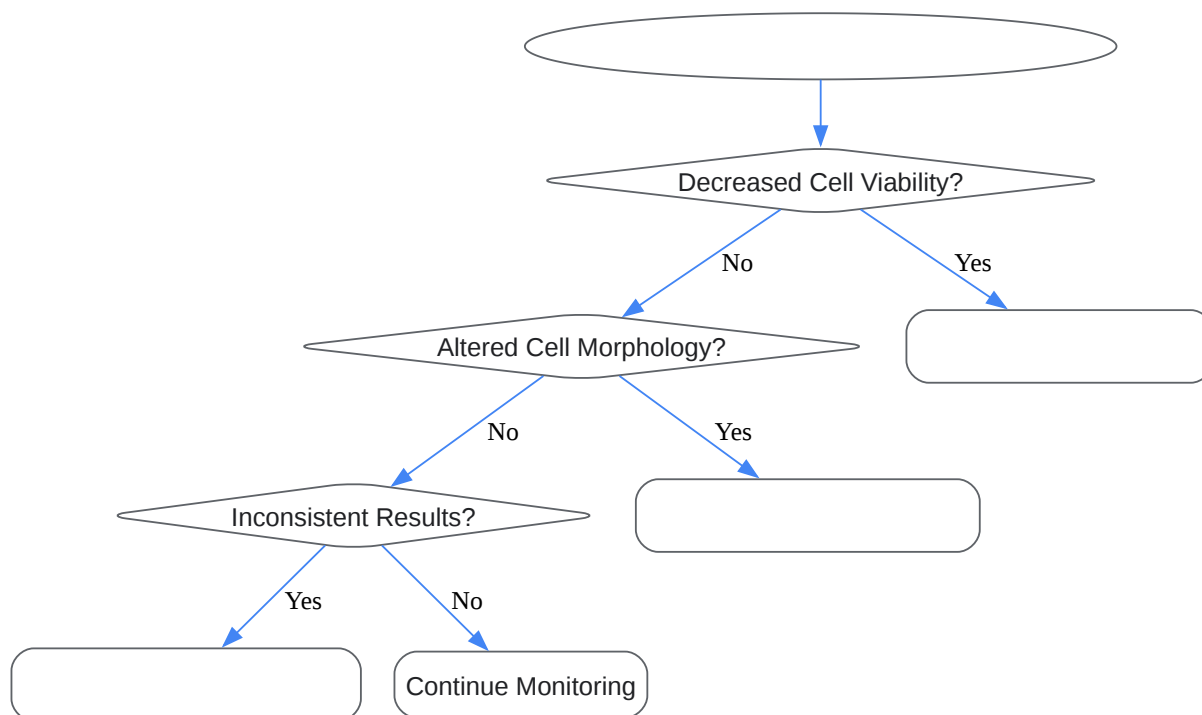 Decreased Cell Viability?
No
Yes
Altered Cell Morphology?
No
Yes
Inconsistent Results?
Yes
No
Continue Monitoring